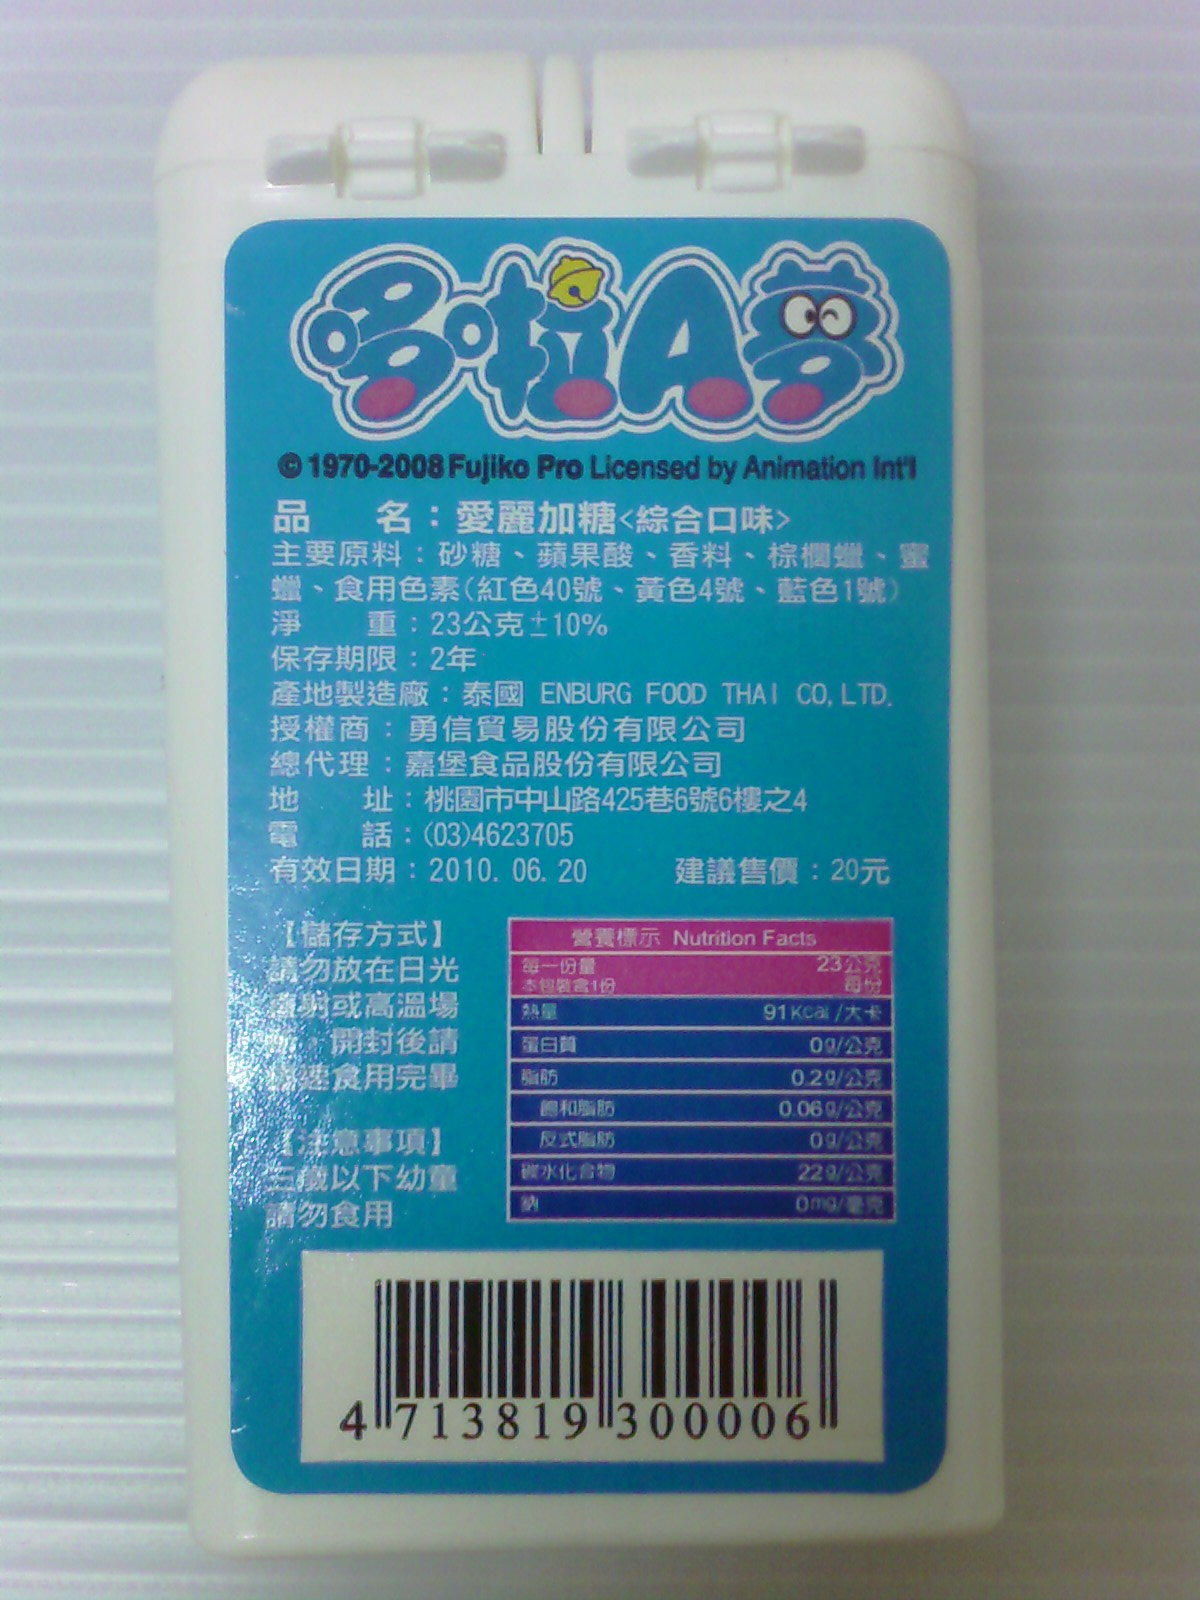 哆啦A夢
© 1970-2008 Fujiko Pro Licensed by Animation Int'l
品 名：愛麗加糖<綜合口味>
主要原料：砂糖、蘋果酸、香料、棕櫚蠟、蜜
蠟、食用色素(紅色40號、黃色4號、藍色1號)
淨 重：23公克±10%
保存期限：2年
產地製造廠：泰國 ENBURG FOOD THAI CO,LTD.
授權商：勇信貿易股份有限公司
總代理：嘉堡食品股份有限公司
地 址：桃園市中山路425巷6號6樓之4
電 話：(03)4623705
有效日期：2010. 06. 20 建議售價：20元
【儲存方式】
請勿放在日光
直射或高溫場
所。開封後請
儘速食用完畢
【注意事項】
三歲以下幼童
請勿食用
營養標示 Nutrition Facts
每一份量 23公克
本包裝含1份 每份
熱量 91Kcal /大卡
蛋白質 0g/公克
脂肪 0.2g/公克
飽和脂肪 0.06g/公克
反式脂肪 0g/公克
碳水化合物 22g/公克
鈉 0mg/毫克
4 713819 300006